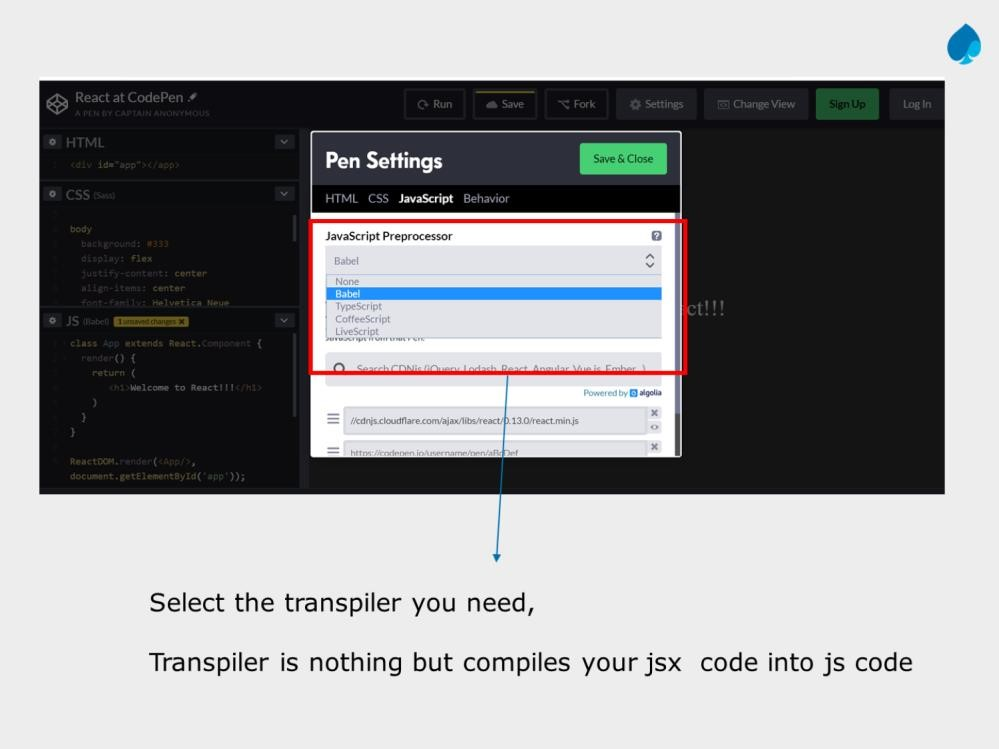 React at CodePen
A PEN BY CAPTAIN ANONYMOUS
Run
Save
Fork
Settings
Change View
Sign Up
Log In
HTML
1 <div id="app"></app>
CSS (Sass)
body
background: #333
display: flex
justify-content: center
align-items: center
font-family: Helvetica Neue
JS (Babel) 1 unsaved changes X
class App extends React.Component {
render() {
return (
<h1>Welcome to React!!!</h1>
)
}
}
ReactDOM.render(<App/>,
document.getElementById('app'));
Pen Settings
Save & Close
HTML CSS JavaScript Behavior
JavaScript Preprocessor
?
Babel
None
Babel
TypeScript
CoffeeScript
LiveScript
JavaScript from that Pen.
Search CDNjs (jQuery, Lodash, React, Angular, Vue.js, Ember...)
Powered by algolia
//cdnjs.cloudflare.com/ajax/libs/react/0.13.0/react.min.js
https://codepen.io/username/pen/aBcDef
ct!!!
Select the transpiler you need,
Transpiler is nothing but compiles your jsx code into js code